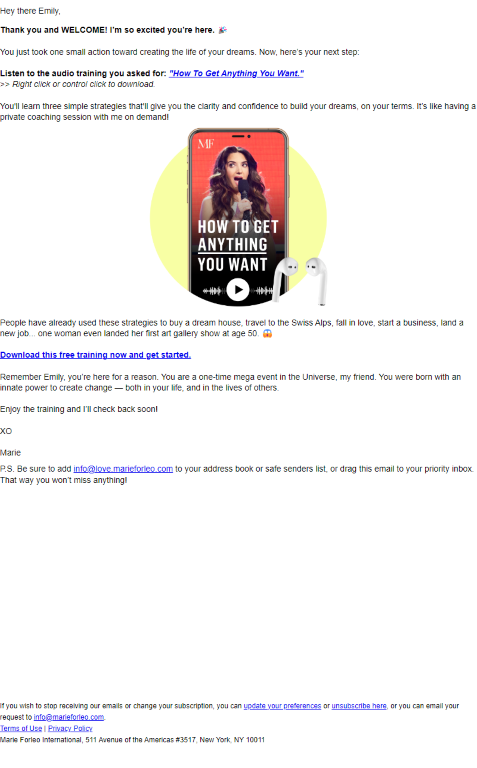 Hey there Emily,
Thank you and WELCOME! I'm so excited you're here. 🎉
You just took one small action toward creating the life of your dreams. Now, here's your next step:
Listen to the audio training you asked for: "How To Get Anything You Want."
>> Right click or control click to download.
You'll learn three simple strategies that'll give you the clarity and confidence to build your dreams, on your terms. It's like having a
private coaching session with me on demand!
MF
HOW TO GET
ANYTHING
YOU WANT
People have already used these strategies to buy a dream house, travel to the Swiss Alps, fall in love, start a business, land a
new job... one woman even landed her first art gallery show at age 50. 😱
Download this free training now and get started.
Remember Emily, you're here for a reason. You are a one-time mega event in the Universe, my friend. You were born with an
innate power to create change — both in your life, and in the lives of others.
Enjoy the training and I'll check back soon!
XO
Marie
P.S. Be sure to add info@love.marieforleo.com to your address book or safe senders list, or drag this email to your priority inbox.
That way you won't miss anything!
If you wish to stop receiving our emails or change your subscription, you can update your preferences or unsubscribe here, or you can email your
request to info@marieforleo.com.
Terms of Use | Privacy Policy
Marie Forleo International, 511 Avenue of the Americas #3517, New York, NY 10011